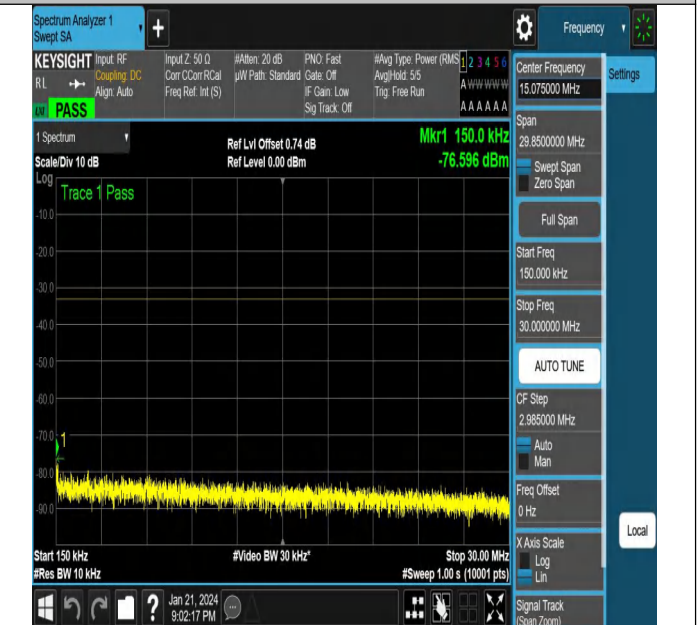 Spectrum Analyzer 1
Swept SA
+
Frequency
KEYSIGHT
RL
PASS
Input: RF
Coupling: DC
Align: Auto
Input Z: 50 Ω
Corr CCorr RCal
Freq Ref: Int (S)
#Atten: 20 dB
µW Path: Standard
PNO: Fast
Gate: Off
IF Gain: Low
Sig Track: Off
#Avg Type: Power (RMS
Avg|Hold: 5/5
Trig: Free Run
1 2 3 4 5 6
A W W W W W
A A A A A A
1 Spectrum
Scale/Div 10 dB
Log
Ref Lvl Offset 0.74 dB
Ref Level 0.00 dBm
Mkr1 150.0 kHz
-76.596 dBm
Trace 1 Pass
-10.0
-20.0
-30.0
-40.0
-50.0
-60.0
-70.0
1
-80.0
-90.0
Start 150 kHz
#Res BW 10 kHz
#Video BW 30 kHz*
Stop 30.00 MHz
#Sweep 1.00 s (10001 pts)
?
Jan 21, 2024
9:02:17 PM
Center Frequency
15.075000 MHz
Settings
Span
29.8500000 MHz
Swept Span
Zero Span
Full Span
Start Freq
150.000 kHz
Stop Freq
30.000000 MHz
AUTO TUNE
CF Step
2.985000 MHz
Auto
Man
Freq Offset
0 Hz
Local
X Axis Scale
Log
Lin
Signal Track
(Span Zoom)